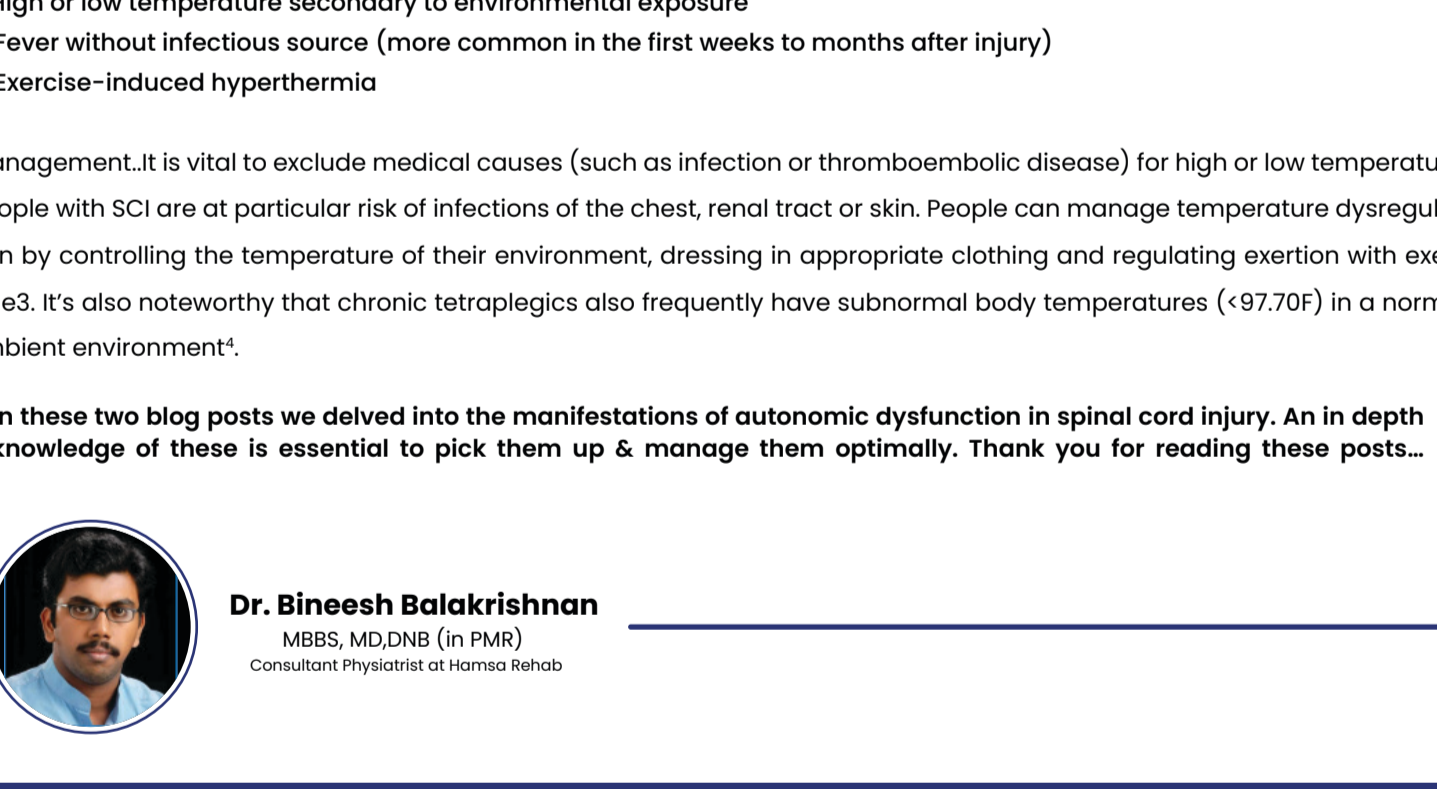 High or low temperature secondary to environmental exposure
Fever without infectious source (more common in the first weeks to months after injury)
Exercise-induced hyperthermia
anagement..It is vital to exclude medical causes (such as infection or thromboembolic disease) for high or low temperatu
ople with SCI are at particular risk of infections of the chest, renal tract or skin. People can manage temperature dysregul
n by controlling the temperature of their environment, dressing in appropriate clothing and regulating exertion with exe
e3. It’s also noteworthy that chronic tetraplegics also frequently have subnormal body temperatures (<97.70F) in a norm
bient environment⁴.
n these two blog posts we delved into the manifestations of autonomic dysfunction in spinal cord injury. An in depth
knowledge of these is essential to pick them up & manage them optimally. Thank you for reading these posts...
Dr. Bineesh Balakrishnan
MBBS, MD,DNB (in PMR)
Consultant Physiatrist at Hamsa Rehab